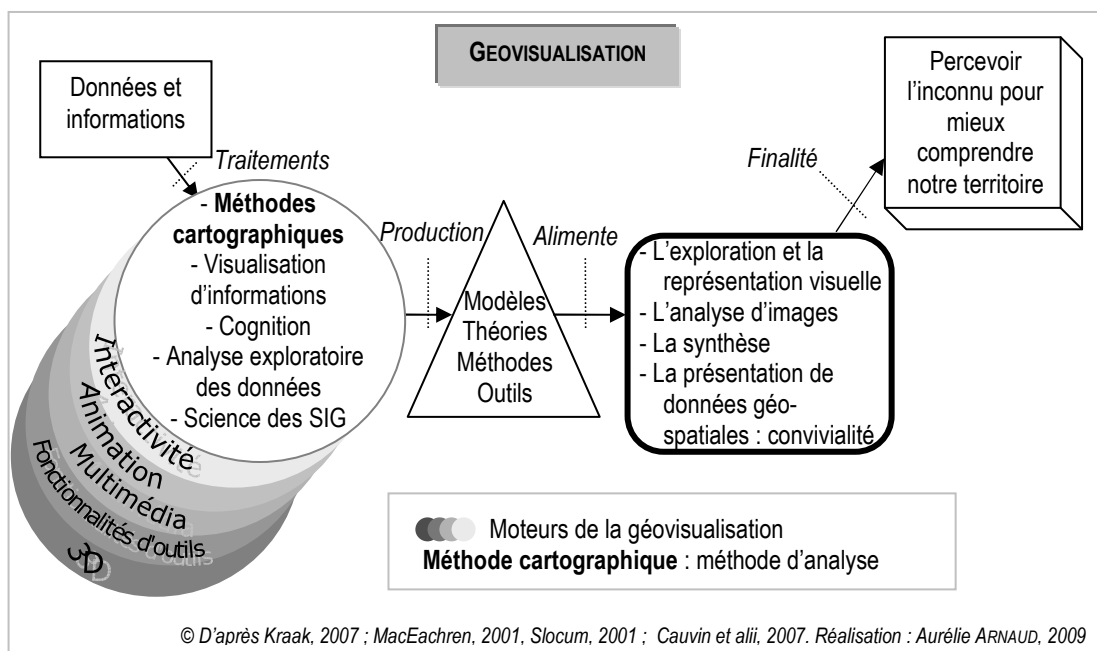 GEOVISUALISATION
Données et
informations
Traitements
- Méthodes
cartographiques
- Visualisation
d'informations
- Cognition
- Analyse exploratoire
des données
- Science des SIG
Interactivité
Animation
Multimédia
Fonctionnalités d'outils
3D
Production
Modèles
Théories
Méthodes
Outils
Alimente
- L'exploration et la
représentation visuelle
- L'analyse d'images
- La synthèse
- La présentation de
données géo-
spatiales : convivialité
Finalité
Percevoir
l'inconnu pour
mieux
comprendre
notre territoire
Moteurs de la géovisualisation
Méthode cartographique : méthode d'analyse
© D'après Kraak, 2007 ; MacEachren, 2001, Slocum, 2001 ; Cauvin et alii, 2007. Réalisation : Aurélie ARNAUD, 2009